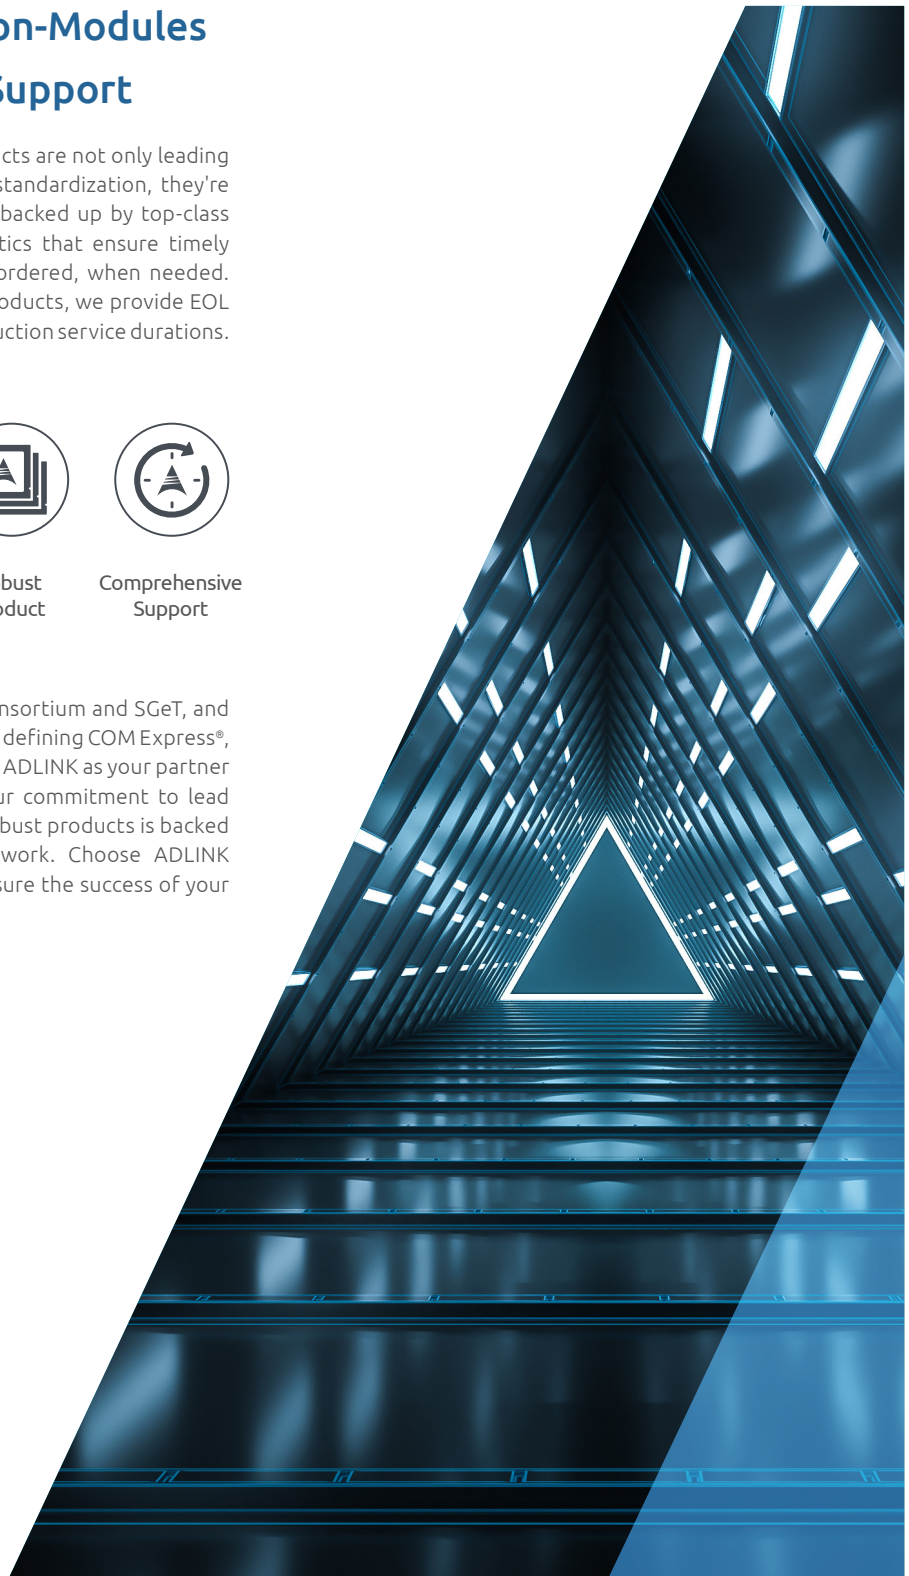 on-Modules
Support
cts are not only leading
standardization, they're
backed up by top-class
tics that ensure timely
ordered, when needed.
oducts, we provide EOL
uction service durations.
bust
oduct
Comprehensive
Support
nsortium and SGeT, and
defining COM Express®,
ADLINK as your partner
ur commitment to lead
bust products is backed
work. Choose ADLINK
sure the success of your